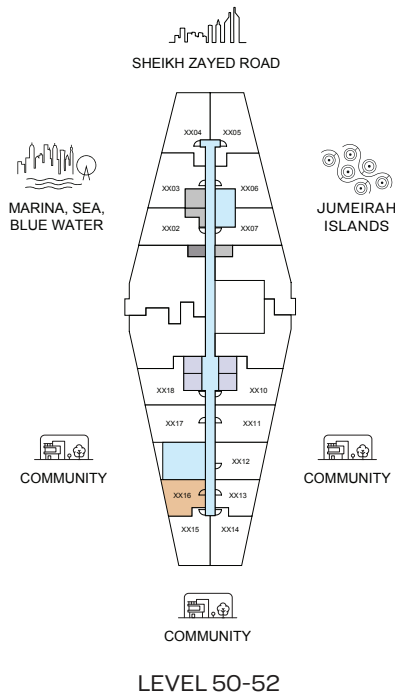 SHEIKH ZAYED ROAD
XX04
XX05
MARINA, SEA,
BLUE WATER
JUMEIRAH
ISLANDS
XX03
XX06
XX02
XX07
XX18
XX10
XX17
XX11
COMMUNITY
COMMUNITY
XX12
XX16
XX13
XX15
XX14
COMMUNITY
LEVEL 50-52